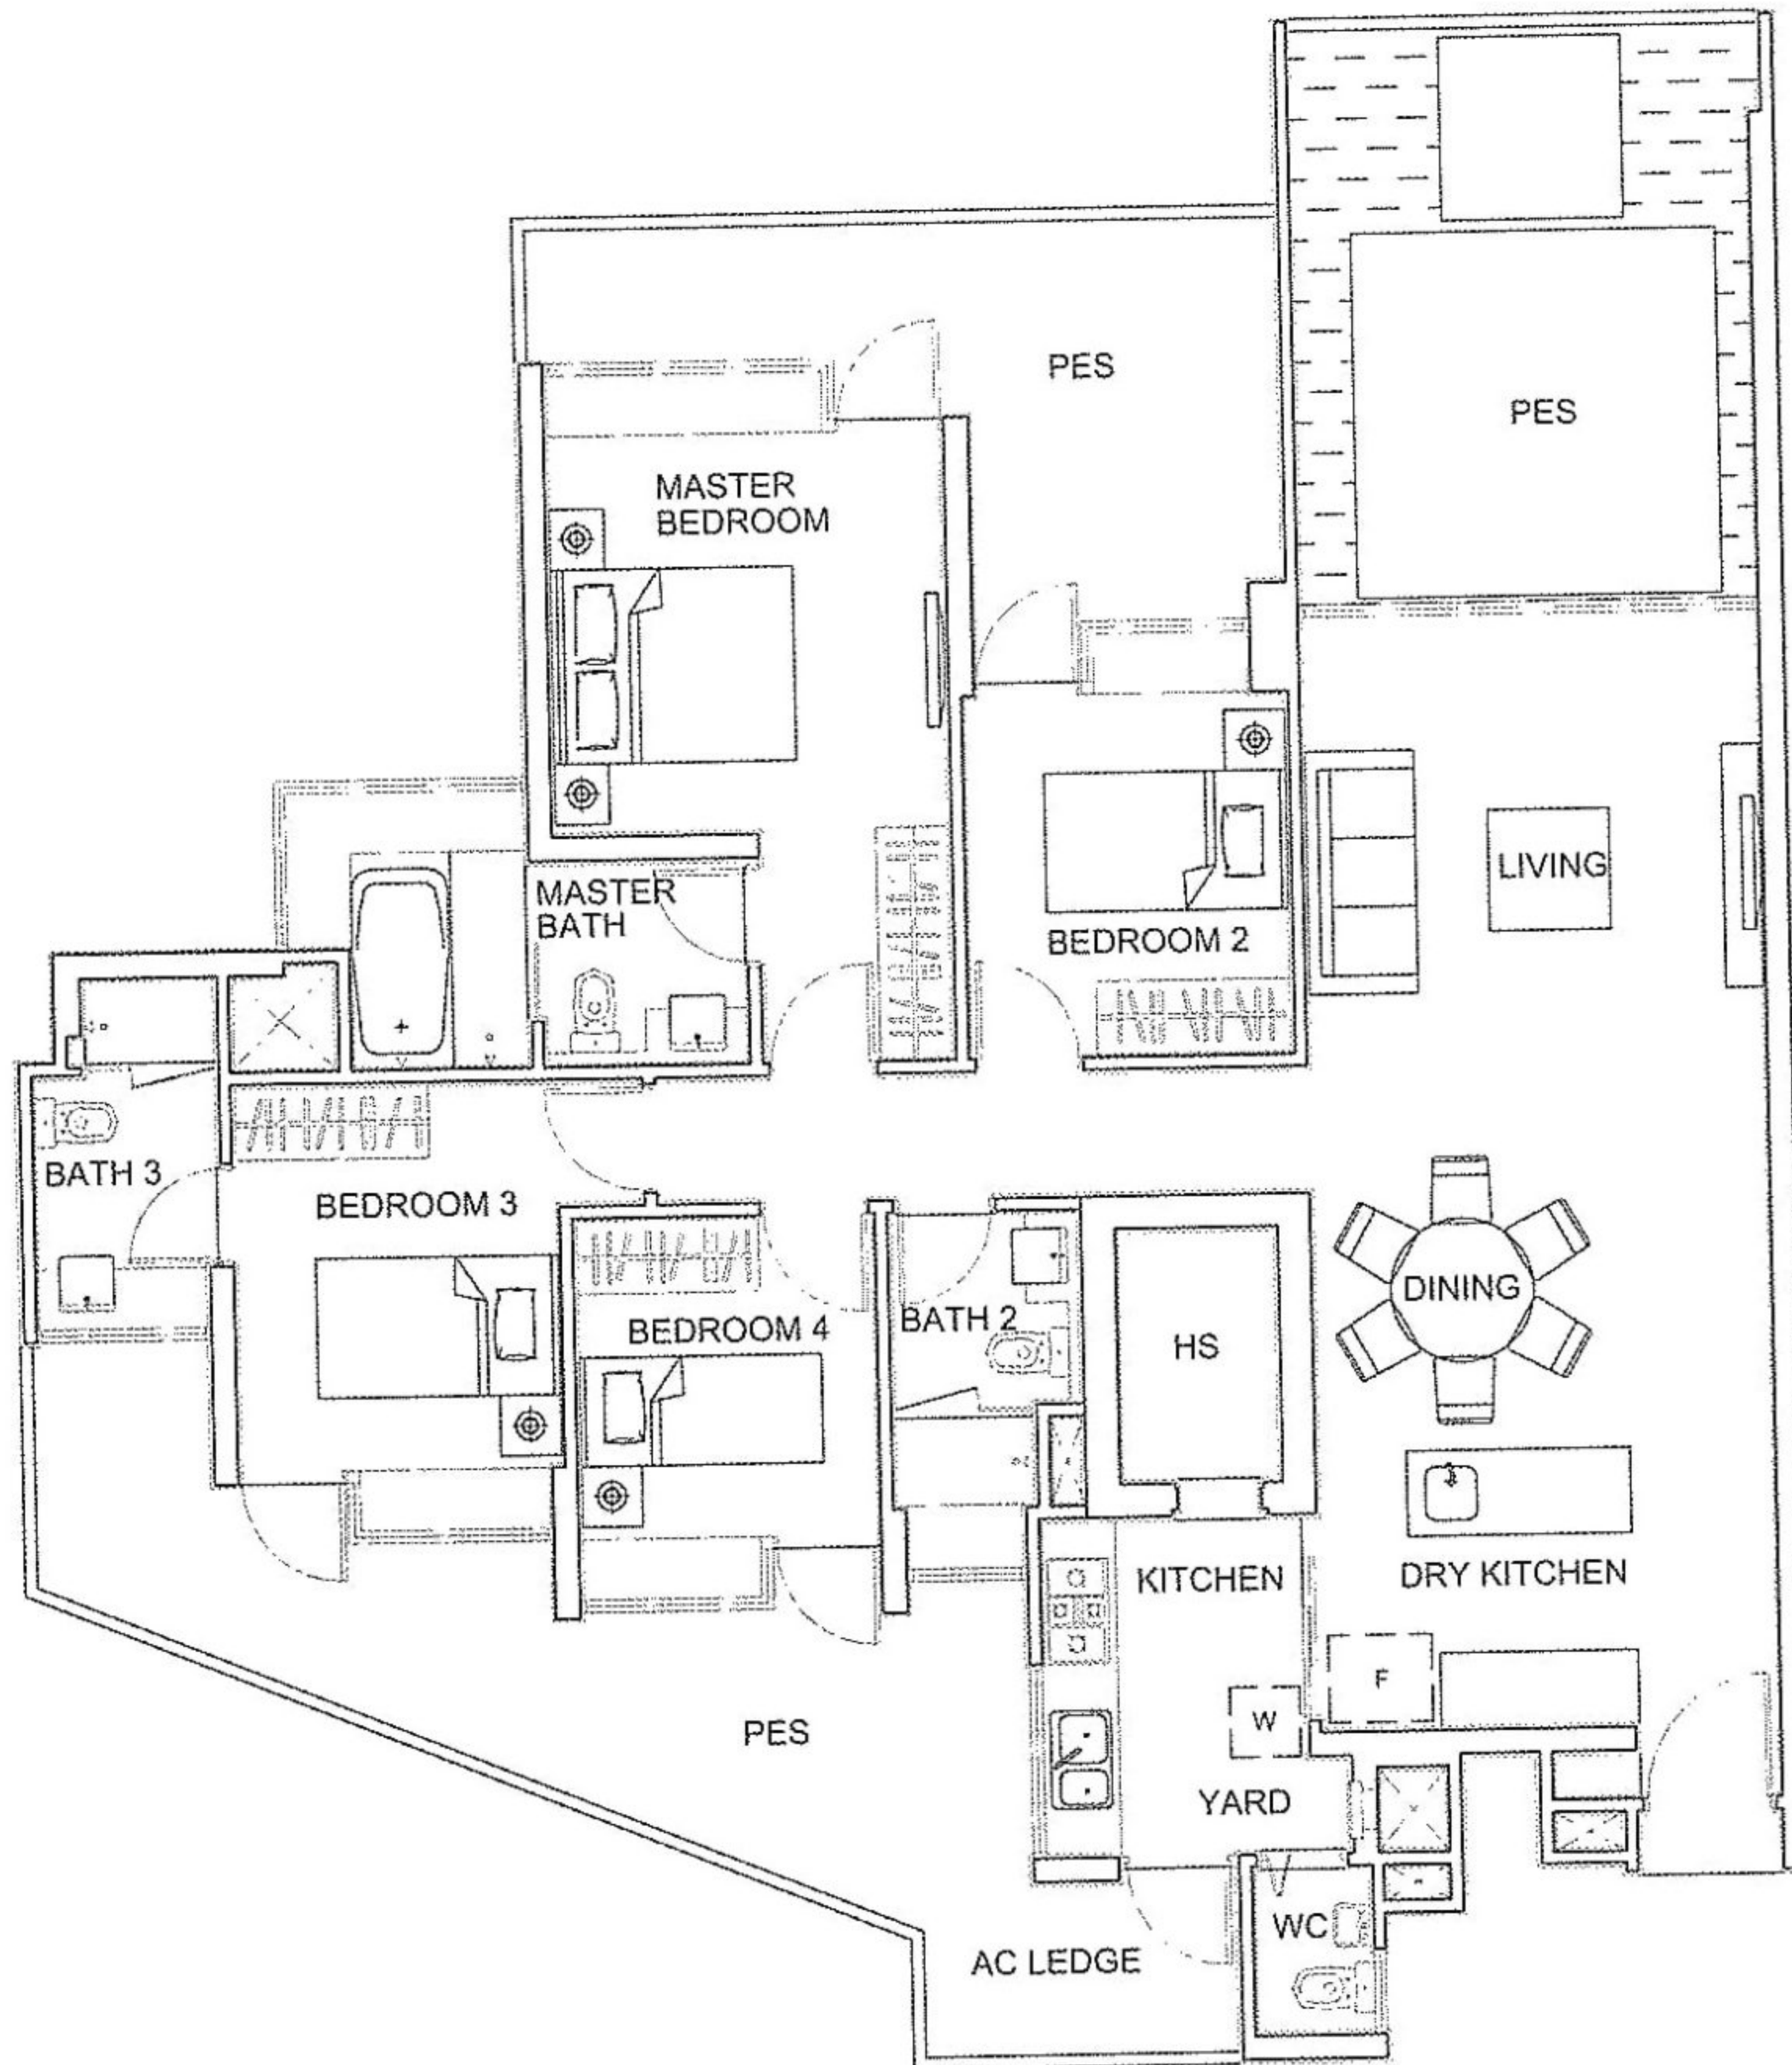 PES
PES
MASTER
BEDROOM
LIVING
MASTER
BATH
BEDROOM 2
BATH 3
BEDROOM 3
DINING
BEDROOM 4
BATH 2
HS
KITCHEN
DRY KITCHEN
F
W
PES
YARD
WC
AC LEDGE